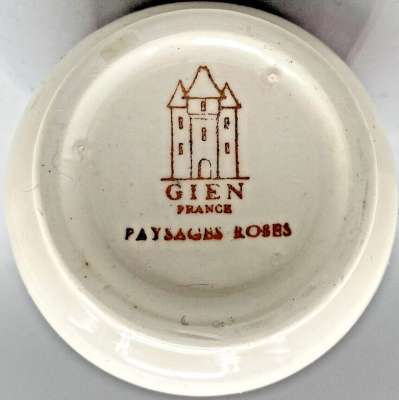 GIEN
FRANCE
PAYSAGES ROSES